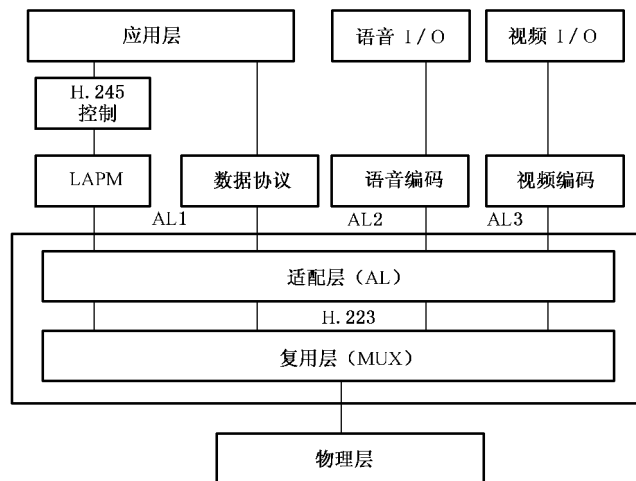 应用层 语音 I/O 视频 I/O
H.245
控制
LAPM 数据协议 语音编码 视频编码
AL1 AL2 AL3
适配层(AL)
H.223
复用层(MUX)
物理层